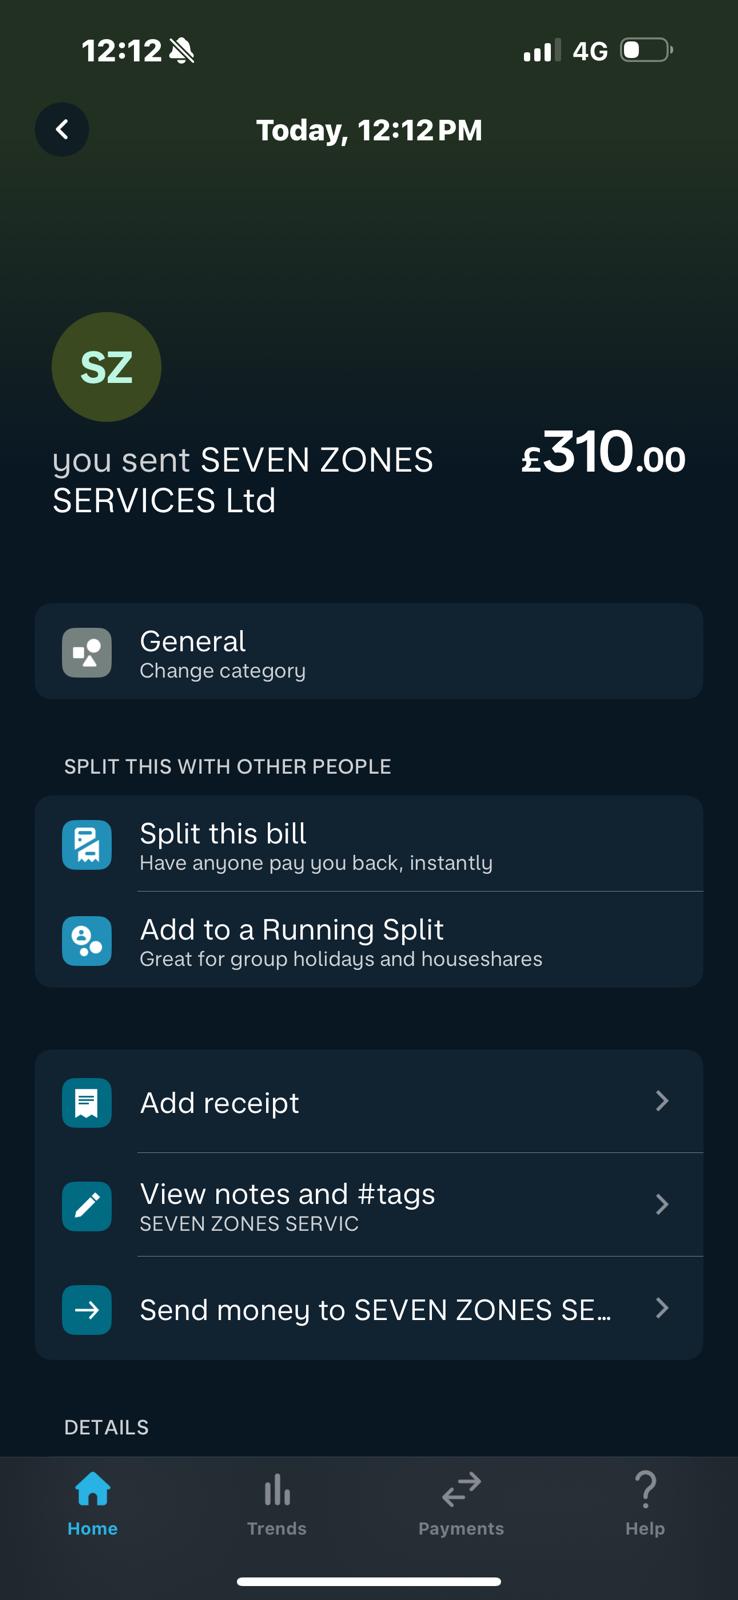 12:12
4G
Today, 12:12 PM
SZ
you sent SEVEN ZONES
SERVICES Ltd
£310.00
General
Change category
SPLIT THIS WITH OTHER PEOPLE
Split this bill
Have anyone pay you back, instantly
Add to a Running Split
Great for group holidays and houseshares
Add receipt
View notes and #tags
SEVEN ZONES SERVIC
Send money to SEVEN ZONES SE...
DETAILS
Home
Trends
Payments
Help